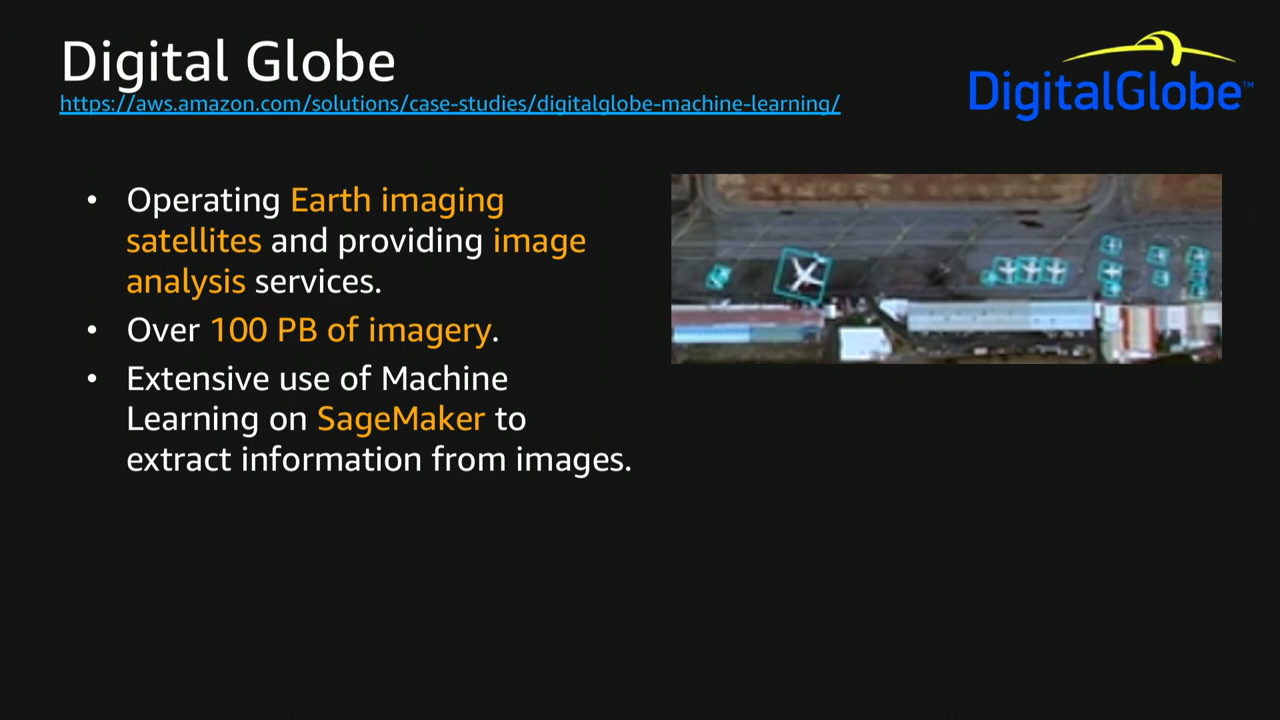 Digital Globe
https://aws.amazon.com/solutions/case-studies/digitalglobe-machine-learning/
DigitalGlobe™
• Operating Earth imaging
satellites and providing image
analysis services.
• Over 100 PB of imagery.
• Extensive use of Machine
Learning on SageMaker to
extract information from images.